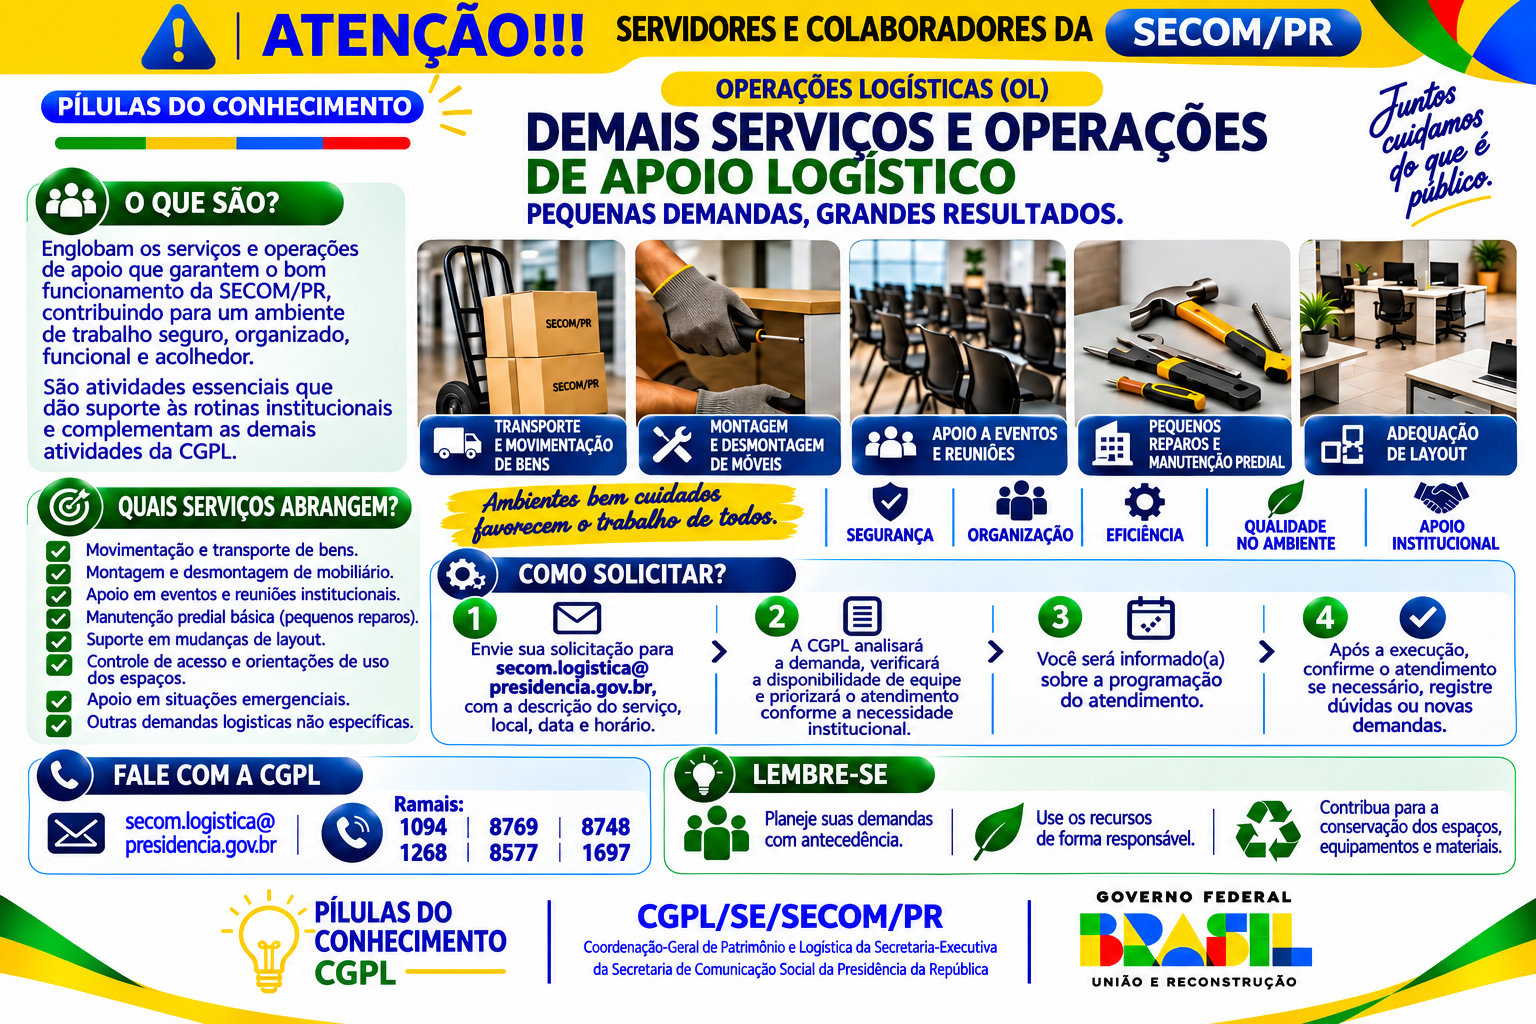 ATENÇÃO!!!
SERVIDORES E COLABORADORES DA
SECOM/PR
PÍLULAS DO CONHECIMENTO
OPERAÇÕES LOGÍSTICAS (OL)
DEMAIS SERVIÇOS E OPERAÇÕES
DE APOIO LOGÍSTICO
PEQUENAS DEMANDAS, GRANDES RESULTADOS.
Juntos
cuidamos
do que é
público.
O QUE SÃO?
Englobam os serviços e operações
de apoio que garantem o bom
funcionamento da SECOM/PR,
contribuindo para um ambiente
de trabalho seguro, organizado,
funcional e acolhedor.
São atividades essenciais que
dão suporte às rotinas institucionais
e complementam as demais
atividades da CGPL.
SECOM/PR
SECOM/PR
TRANSPORTE
E MOVIMENTAÇÃO
DE BENS
MONTAGEM
E DESMONTAGEM
DE MÓVEIS
APOIO A EVENTOS
E REUNIÕES
PEQUENOS
REPAROS E
MANUTENÇÃO PREDIAL
ADEQUAÇÃO
DE LAYOUT
Ambientes bem cuidados
favorecem o trabalho de todos.
SEGURANÇA
ORGANIZAÇÃO
EFICIÊNCIA
QUALIDADE
NO AMBIENTE
APOIO
INSTITUCIONAL
QUAIS SERVIÇOS ABRANGEM?
Movimentação e transporte de bens.
Montagem e desmontagem de mobiliário.
Apoio em eventos e reuniões institucionais.
Manutenção predial básica (pequenos reparos).
Suporte em mudanças de layout.
Controle de acesso e orientações de uso
dos espaços.
Apoio em situações emergenciais.
Outras demandas logisticas não específicas.
COMO SOLICITAR?
1
Envie sua solicitação para
secom.logistica@
presidencia.gov.br,
com a descrição do serviço,
local, data e horário.
2
A CGPL analisará
a demanda, verificará
a disponibilidade de equipe
e priorizará o atendimento
conforme a necessidade
institucional.
3
Você será informado(a)
sobre a programação
do atendimento.
4
Após a execução,
confirme o atendimento
se necessário, registre
dúvidas ou novas
demandas.
FALE COM A CGPL
secom.logistica@
presidencia.gov.br
Ramais:
1094 | 8769 | 8748
1268 | 8577 | 1697
LEMBRE-SE
Planeje suas demandas
com antecedência.
Use os recursos
de forma responsável.
Contribua para a
conservação dos espaços,
equipamentos e materiais.
PÍLULAS DO
CONHECIMENTO
CGPL
CGPL/SE/SECOM/PR
Coordenação-Geral de Patrimônio e Logística da Secretaria-Executiva
da Secretaria de Comunicação Social da Presidência da República
GOVERNO FEDERAL
BRASIL
UNIÃO E RECONSTRUÇÃO